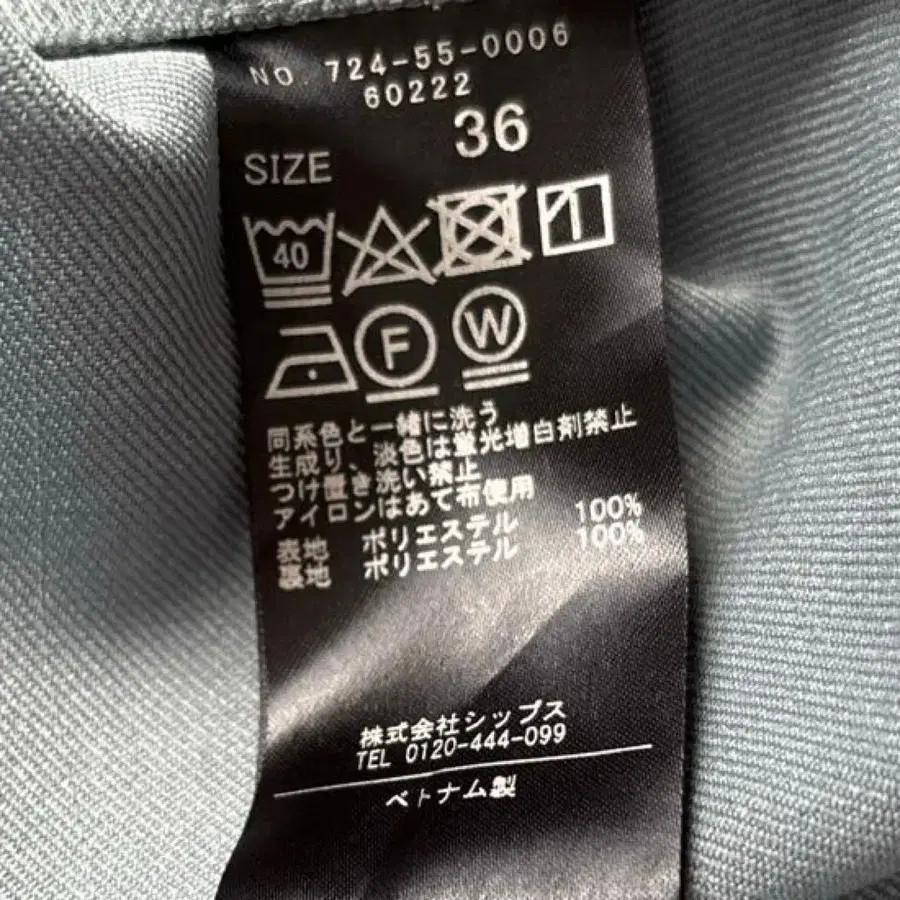 NO. 724-55-0006
60222
SIZE 36
40
F W
同系色と一緒に洗う
生成り、淡色は蛍光増白剤禁止
つけ置き洗い禁止
アイロンはあて布使用
表地 ポリエステル 100%
裏地 ポリエステル 100%
株式会社シップス
TEL 0120-444-099
ベトナム製